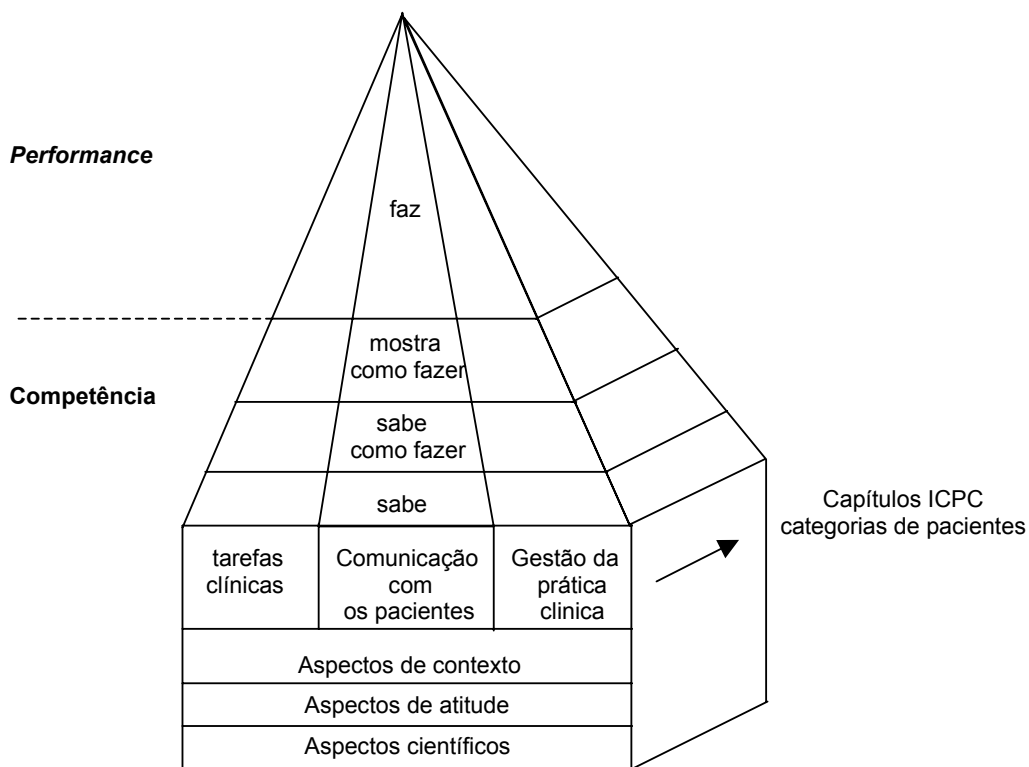 Performance
faz
mostra
como fazer
Competência
sabe
como fazer
sabe
Capítulos ICPC
categorias de pacientes
tarefas
clínicas
Comunicação
com
os pacientes
Gestão da
prática
clinica
Aspectos de contexto
Aspectos de atitude
Aspectos científicos